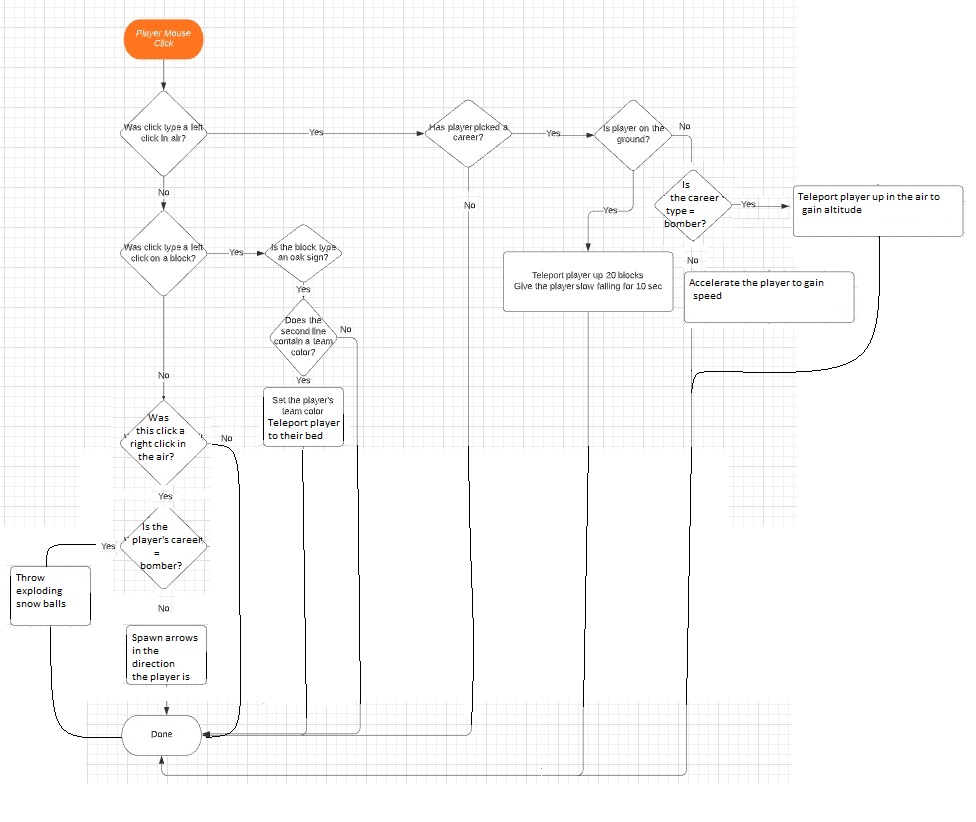 Player Mouse
Click
Was click type a left
click in air?
Yes
Has player picked a
career?
Yes
Is player on the
ground?
No
Is
the career
type =
bomber?
Yes
Teleport player up in the air to
gain altitude
No
No
Yes
Was click type a left
click on a block?
Yes
Is the block type
an oak sign?
Yes
Teleport player up 20 blocks
Give the player slow falling for 10 sec
No
Accelerate the player to gain
speed
Does the
second line
contain a team
color?
No
Yes
No
Set the player's
team color
Teleport player
to their bed
Was
this click a
right click in
the air?
No
Yes
Is the
player's career
=
bomber?
Yes
Throw
exploding
snow balls
No
Spawn arrows
in the
direction
the player is
Done